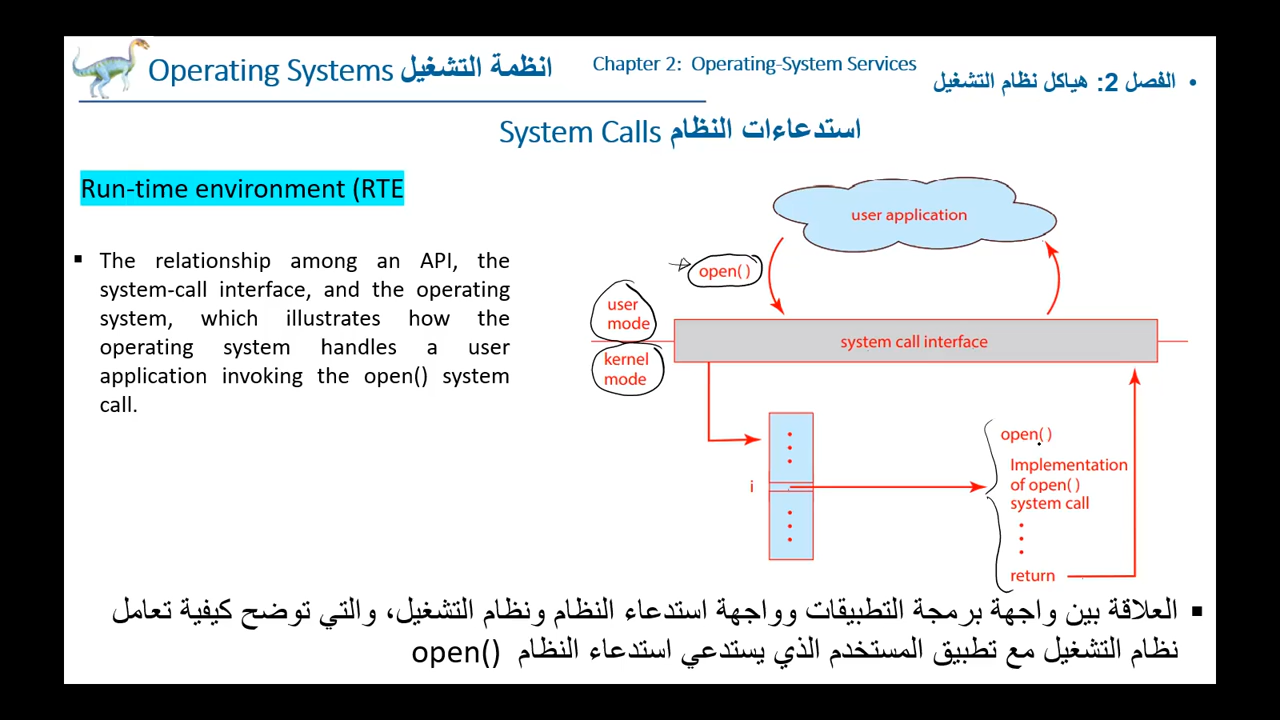 Operating Systems انظمة التشغيل
Chapter 2: Operating-System Services
• الفصل 2: هياكل نظام التشغيل
System Calls استدعاءات النظام
Run-time environment (RTE
▪ The relationship among an API, the
system-call interface, and the operating
system, which illustrates how the
operating system handles a user
application invoking the open() system
call.
user application
open( )
user
mode
system call interface
kernel
mode
i
open( )
Implementation
of open( )
system call
return
▪ العلاقة بين واجهة برمجة التطبيقات وواجهة استدعاء النظام ونظام التشغيل، والتي توضح كيفية تعامل
نظام التشغيل مع تطبيق المستخدم الذي يستدعي استدعاء النظام open()